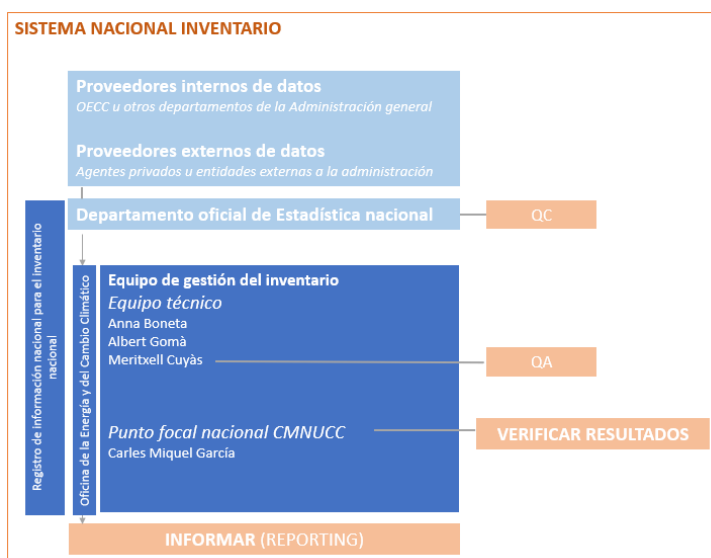 SISTEMA NACIONAL INVENTARIO
Proveedores internos de datos
OECC u otros departamentos de la Administración general
Proveedores externos de datos
Agentes privados u entidades externas a la administración
Departamento oficial de Estadística nacional
QC
Registro de información nacional para el inventario
nacional
Oficina de la Energía y del Cambio Climático
Equipo de gestión del inventario
Equipo técnico
Anna Boneta
Albert Gomà
Meritxell Cuyàs
QA
Punto focal nacional CMNUCC
VERIFICAR RESULTADOS
Carles Miquel García
INFORMAR (REPORTING)